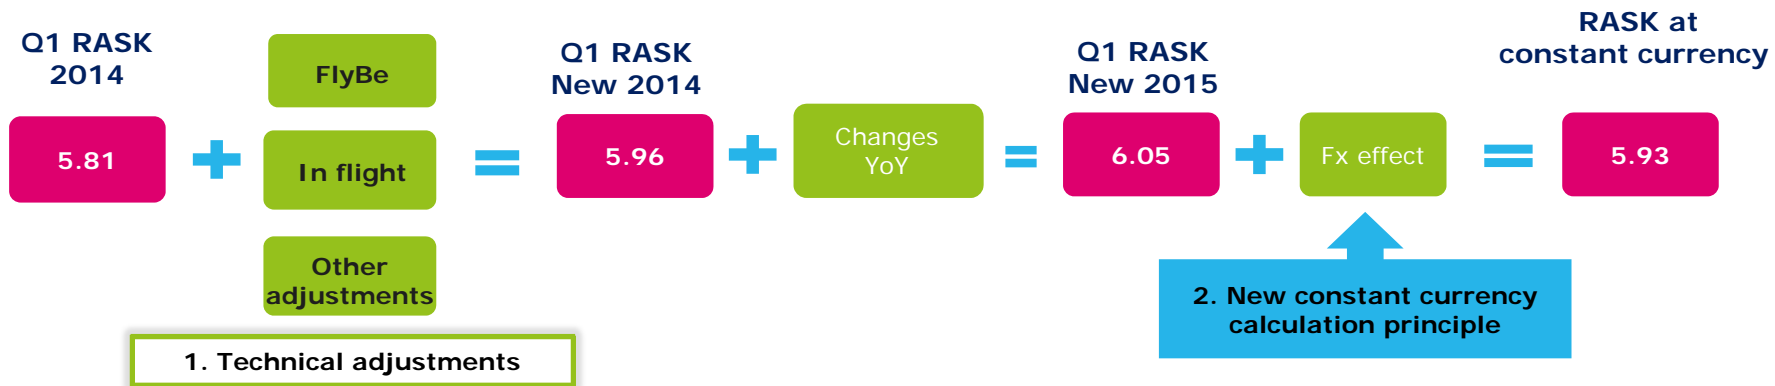 Q1 RASK
2014
5.81
FlyBe
In flight
Other
adjustments
1. Technical adjustments
Q1 RASK
New 2014
5.96
Changes
YoY
Q1 RASK
New 2015
6.05
Fx effect
2. New constant currency
calculation principle
RASK at
constant currency
5.93